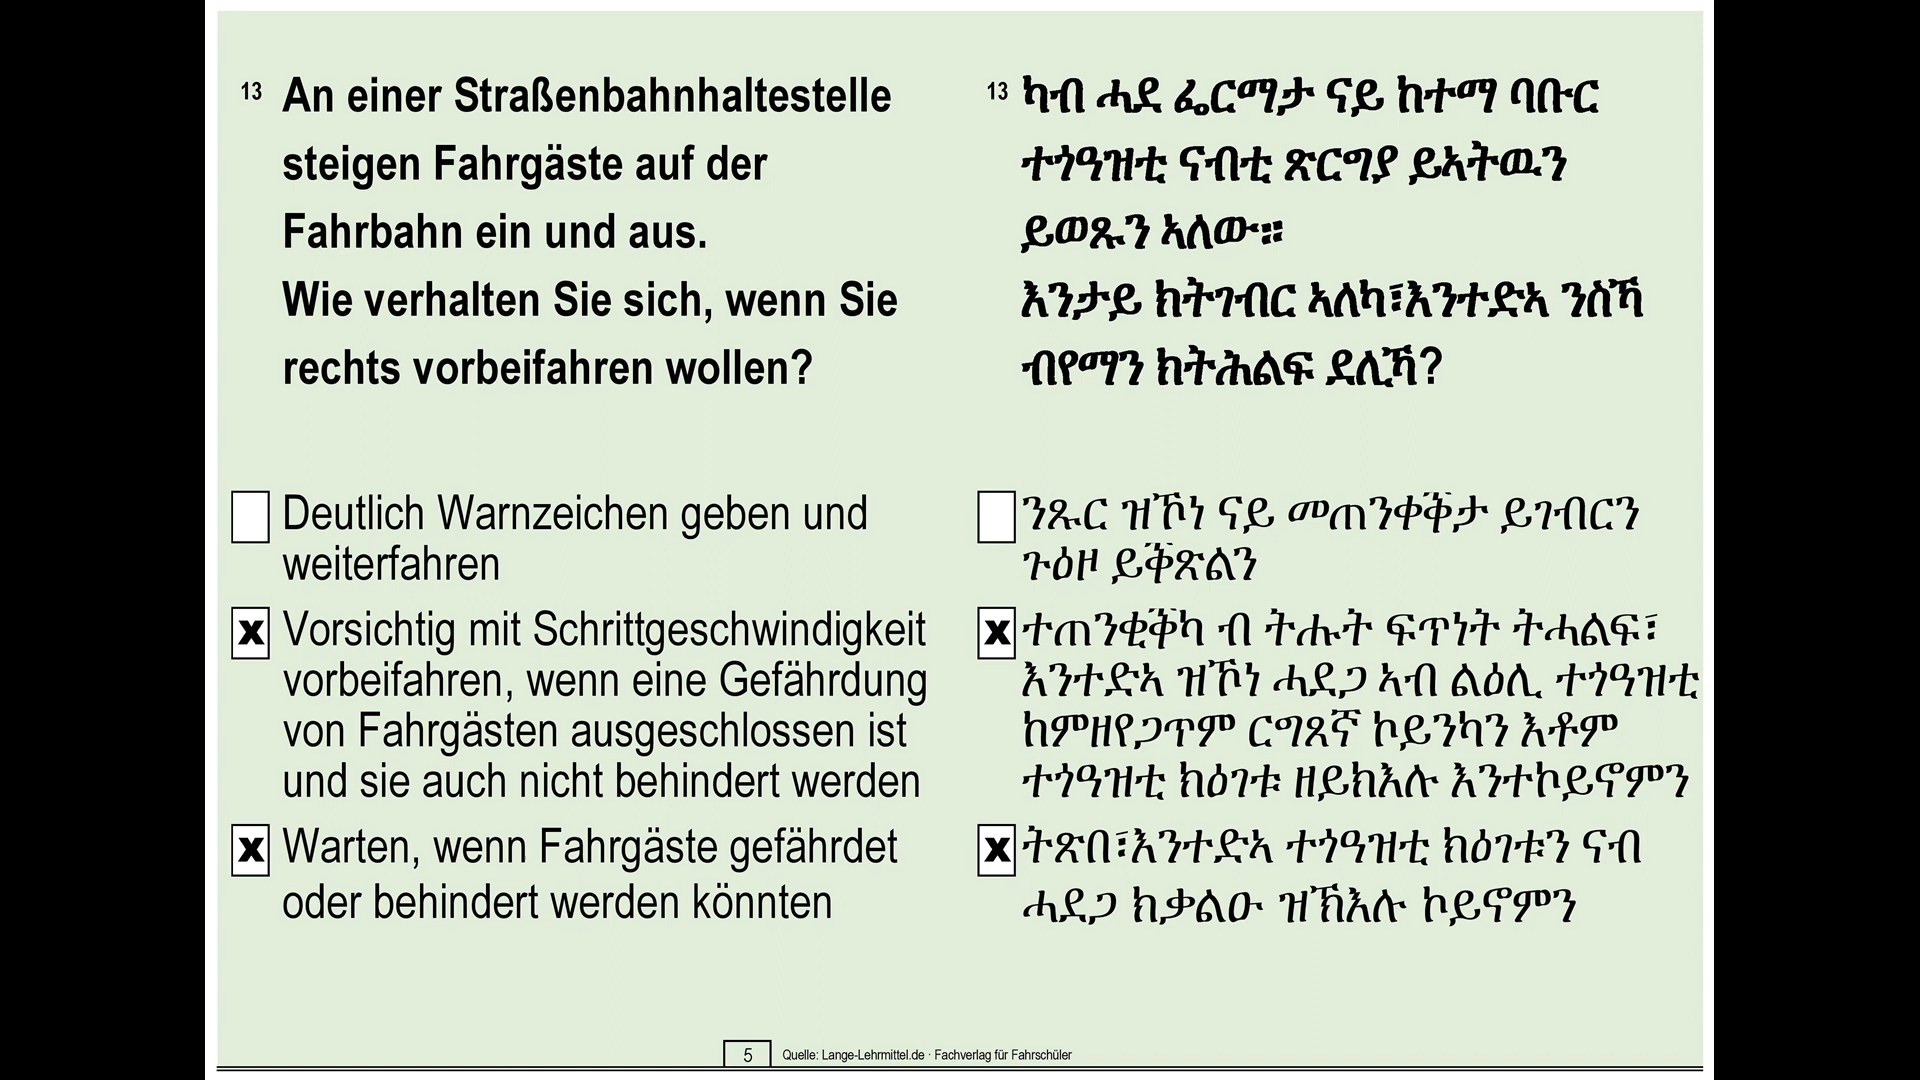 13 An einer Straßenbahnhaltestelle
steigen Fahrgäste auf der
Fahrbahn ein und aus.
Wie verhalten Sie sich, wenn Sie
rechts vorbeifahren wollen?
Deutlich Warnzeichen geben und
weiterfahren
x Vorsichtig mit Schrittgeschwindigkeit
vorbeifahren, wenn eine Gefährdung
von Fahrgästen ausgeschlossen ist
und sie auch nicht behindert werden
x Warten, wenn Fahrgäste gefährdet
oder behindert werden könnten
13 ካብ ሓደ ፌርማታ ናይ ከተማ ባቡር
ተጎዓዝቲ ናብቲ ጽርግያ ይኣትዉን
ይወጹን ኣለው።
እንታይ ክትገብር ኣለካ፣እንተድኣ ንስኻ
ብየማን ክትሕልፍ ደሊኻ?
ንጹር ዝኾነ ናይ መጠንቀቕታ ይገብርን
ጉዕዞ ይቕጽልን
x ተጠንቂቕካ ብ ትሑት ፍጥነት ትሓልፍ፣
እንተድኣ ዝኾነ ሓደጋ ኣብ ልዕሊ ተጎዓዝቲ
ከምዘየጋጥም ርግጸኛ ኮይንካን እቶም
ተጎዓዝቲ ክዕገቱ ዘይክእሉ እንተኮይኖምን
x ትጽበ፣እንተድኣ ተጎዓዝቲ ክዕገቱን ናብ
ሓደጋ ክቃልዑ ዝኽእሉ ኮይኖምን
5 Quelle: Lange-Lehrmittel.de · Fachverlag für Fahrschüler